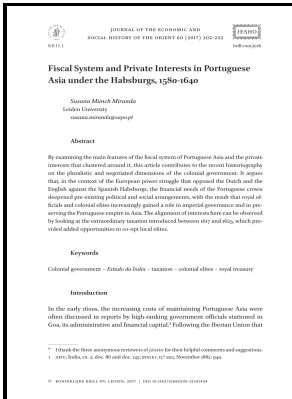 JOURNAL OF THE ECONOMIC AND
SOCIAL HISTORY OF THE ORIENT 60 (2017) 202-232
JESHO
BRILL
brill.com/jesh
Fiscal System and Private Interests in Portuguese
Asia under the Habsburgs, 1580-1640
Susana Münch Miranda
Leiden University
Abstract
By examining the main features of the fiscal system of Portuguese Asia and the private
interests that clustered around it, this article contributes to the recent historiography
on the pluralistic and negotiated dimensions of the colonial government. It argues
that, in the context of the European power struggle that opposed the Dutch and the
English against the Spanish Habsburgs, the financial needs of the Portuguese crown
deepened pre-existing political and social arrangements, with the result that royal of-
ficials and colonial elites increasingly gained a role in imperial governance and in pre-
serving the Portuguese empire in Asia. The alignment of interests here can be observed
by looking at the extraordinary taxation introduced between 1617 and 1623, which pro-
vided added opportunities to co-opt local elites.
Keywords
Colonial government – Estado da Índia – taxation – colonial elites – royal treasury
Introduction
In the early 1600s, the increasing costs of maintaining Portuguese Asia were
often discussed in reports by high-ranking government officials stationed in
Goa, its administrative and financial capital.¹ Following the Iberian Union that
* I thank the three anonymous reviewers of JESHO for their helpful comments and suggestions.
© KONINKLIJKE BRILL NV, LEIDEN, 2017 | DOI